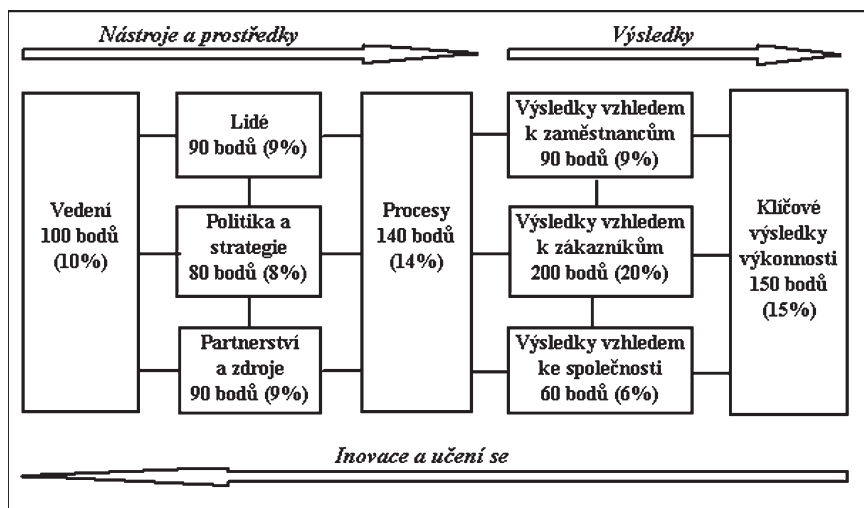 Nástroje a prostředky
Výsledky
Vedení
100 bodů
(10%)
Lidé
90 bodů (9%)
Politika a
strategie
80 bodů (8%)
Partnerství
a zdroje
90 bodů (9%)
Procesy
140 bodů
(14%)
Výsledky vzhledem
k zaměstnancům
90 bodů (9%)
Výsledky vzhledem
k zákazníkům
200 bodů (20%)
Výsledky vzhledem
ke společnosti
60 bodů (6%)
Klíčové
výsledky
výkonnosti
150 bodů
(15%)
Inovace a učení se